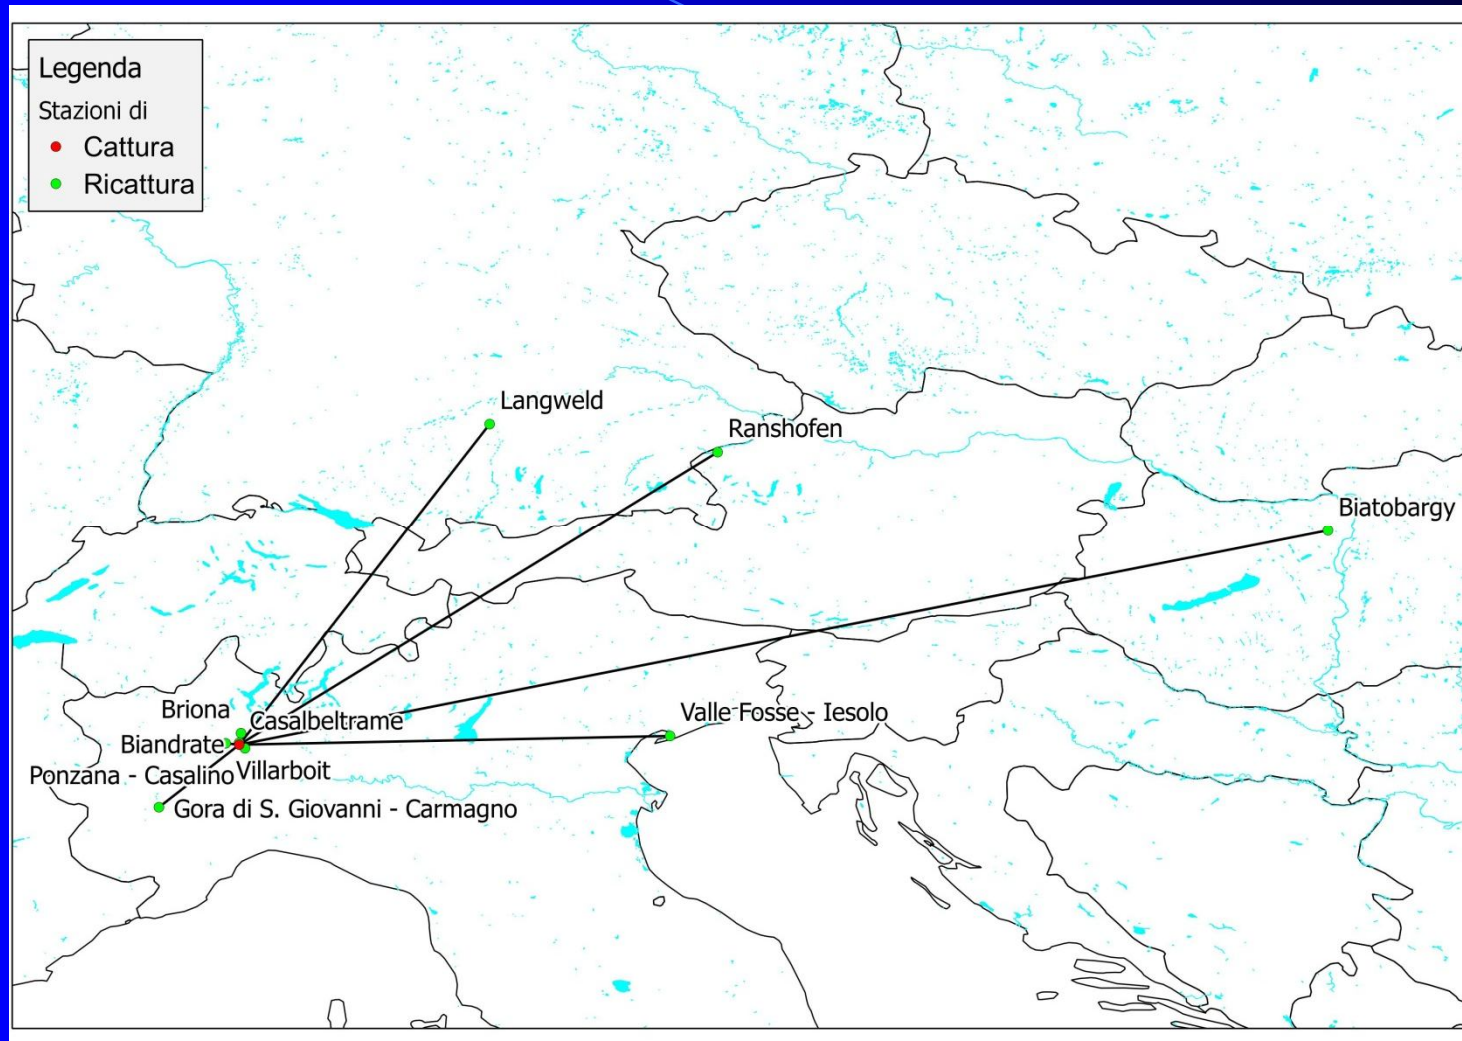 Legenda
Stazioni di
Cattura
Ricattura
Langweld
Ranshofen
Biatobargy
Briona
Casalbeltrame
Valle Fosse - Iesolo
Biandrate
Ponzana - Casalino
Villarboit
Gora di S. Giovanni - Carmagno